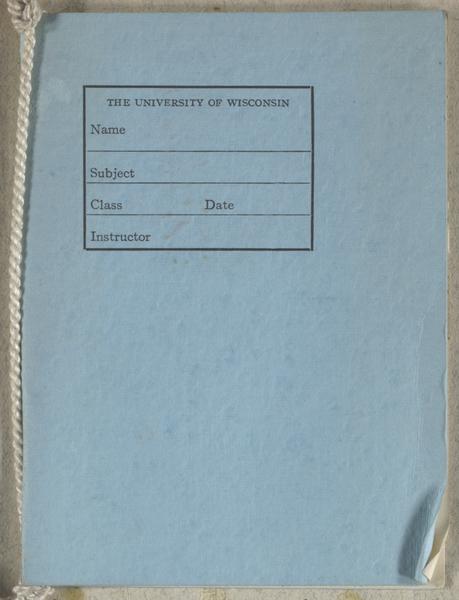 THE UNIVERSITY OF WISCONSIN
Name
Subject
Class Date
Instructor